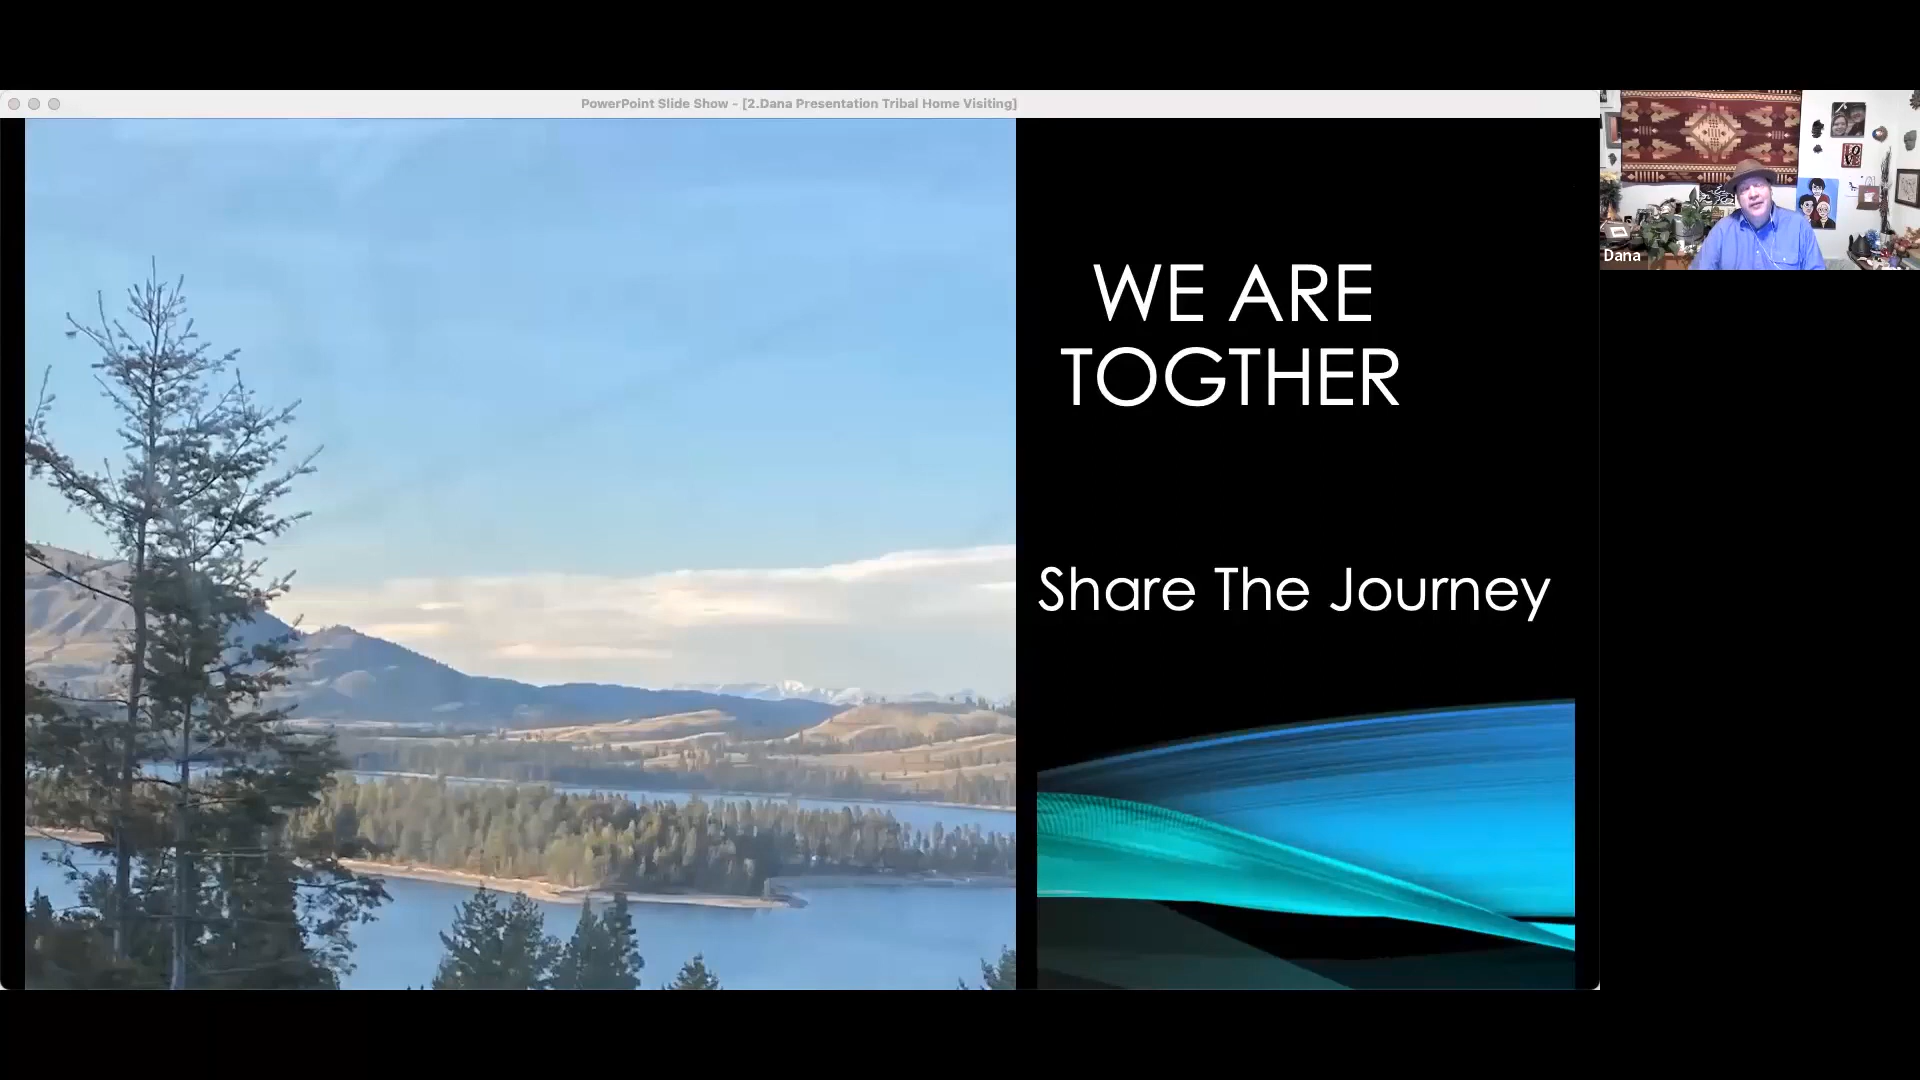 PowerPoint Slide Show - [2.Dana Presentation Tribal Home Visiting]
WE ARE
TOGTHER
Share The Journey
Dana